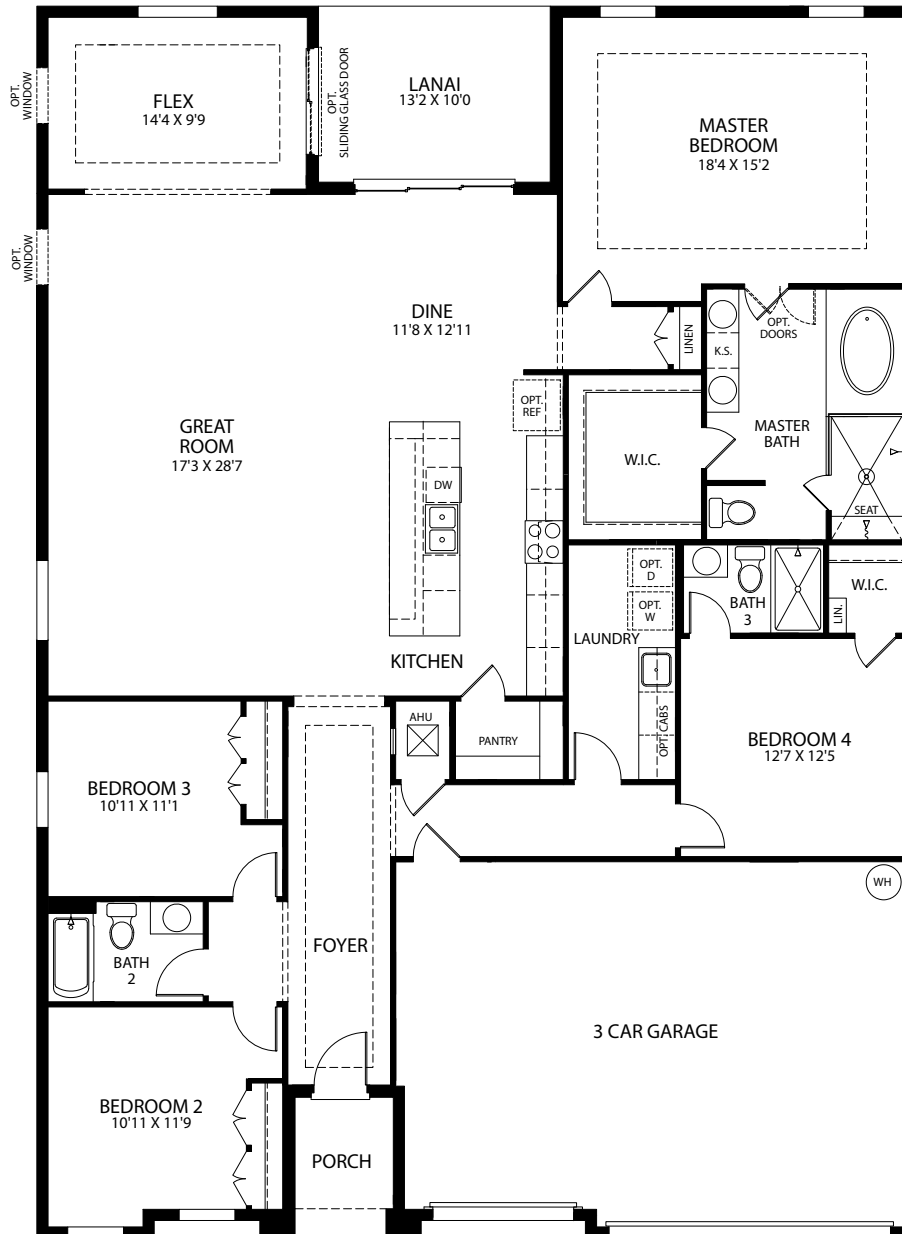 OPT.
WINDOW
FLEX
14'4 X 9'9
OPT.
SLIDING GLASS DOOR
LANAI
13'2 X 10'0
MASTER
BEDROOM
18'4 X 15'2
OPT.
WINDOW
DINE
11'8 X 12'11
LINEN
K.S.
OPT.
DOORS
OPT.
REF
GREAT
ROOM
17'3 X 28'7
W.I.C.
MASTER
BATH
DW
SEAT
OPT.
D
OPT.
W
BATH
3
W.I.C.
LIN.
LAUNDRY
KITCHEN
AHU
PANTRY
OPT. CABS
BEDROOM 4
12'7 X 12'5
BEDROOM 3
10'11 X 11'1
WH
BATH
2
FOYER
3 CAR GARAGE
BEDROOM 2
10'11 X 11'9
PORCH